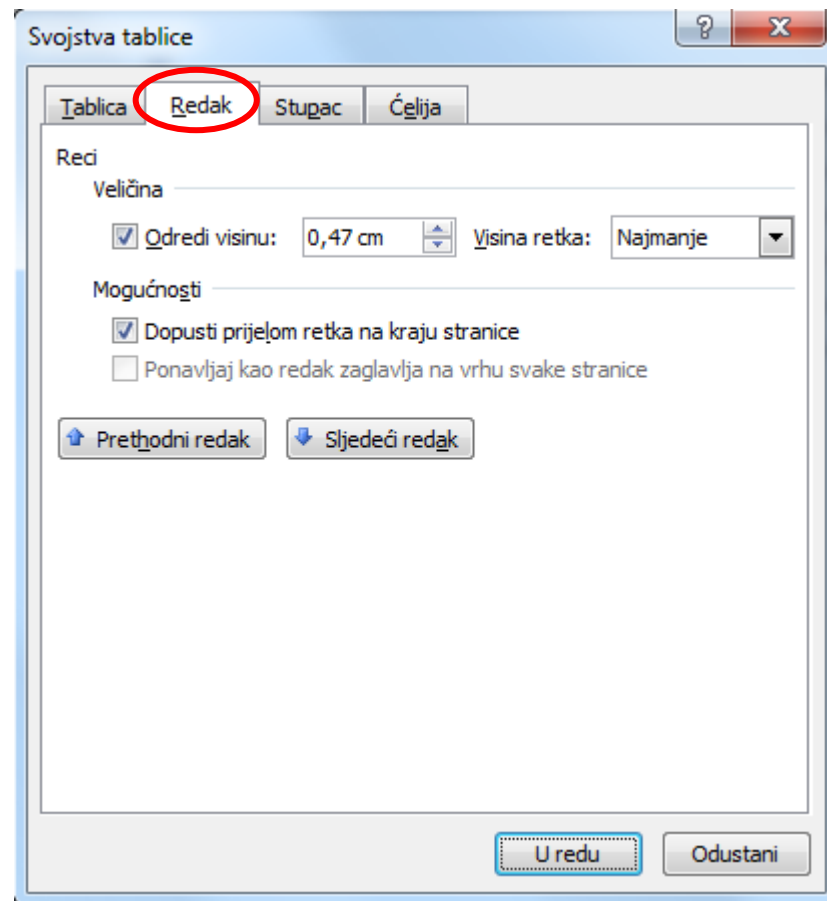 Svojstva tablice
Tablica Redak Stupac Ćelija
Reci
Veličina
Odredi visinu: 0,47 cm Visina retka: Najmanje
Mogućnosti
Dopusti prijelom retka na kraju stranice
Ponavljaj kao redak zaglavlja na vrhu svake stranice
Prethodni redak Sljedeći redak
U redu Odustani